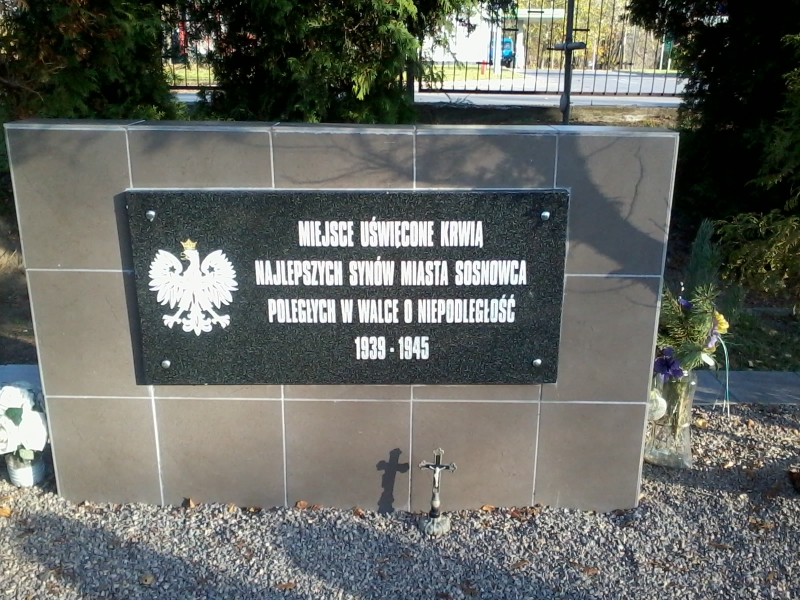 MIEJSCE UŚWIĘCONE KRWIĄ
NAJLEPSZYCH SYNÓW MIASTA SOSNOWCA
POLEGŁYCH W WALCE O NIEPODLEGŁOŚĆ
1939 - 1945